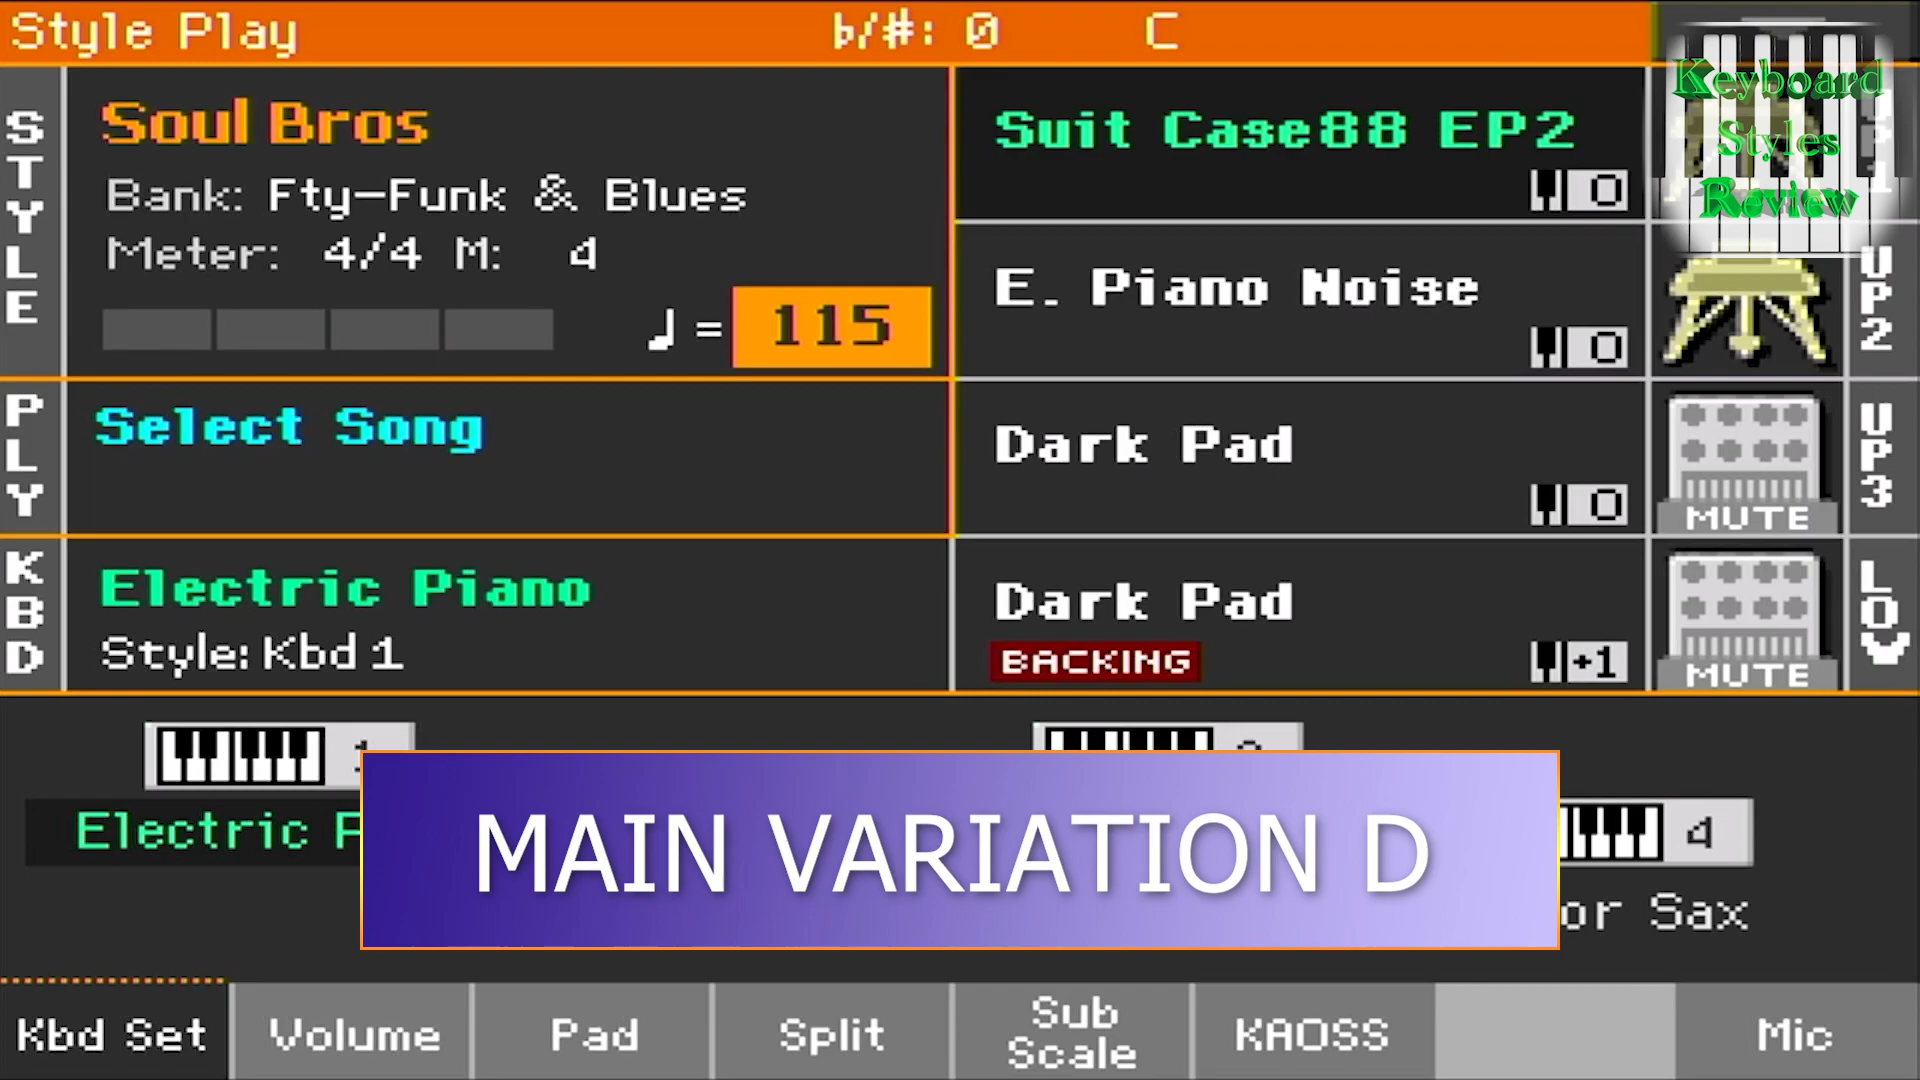 Style Play ♭/#: 0 C
Keyboard
Styles
Review
STYLE
Soul Bros
Bank: Fty-Funk & Blues
Meter: 4/4 M: 4
♩ = 115
Suit Case88 EP2
0
E. Piano Noise
0
UP2
PLY
Select Song
Dark Pad
0
MUTE
UP3
KBD
Electric Piano
Style: Kbd 1
Dark Pad
BACKING
+1
MUTE
LOW
1
Electric
4
MAIN VARIATION D
or Sax
Kbd Set
Volume
Pad
Split
Sub
Scale
KAOSS
Mic